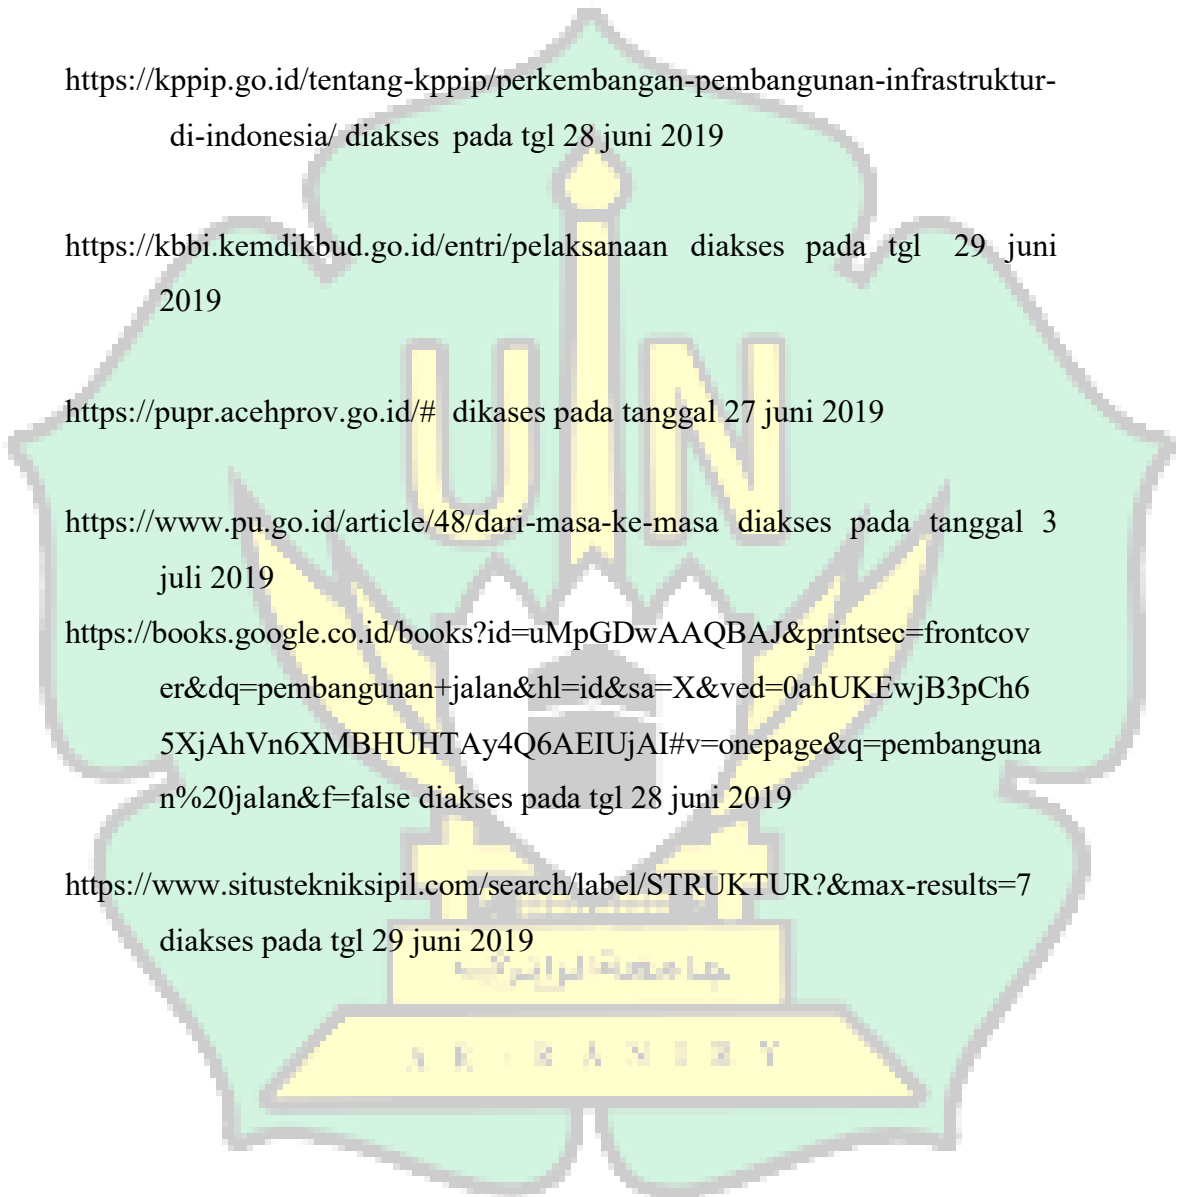 https://kppip.go.id/tentang-kppip/perkembangan-pembangunan-infrastruktur-
di-indonesia/ diakses pada tgl 28 juni 2019
https://kbbi.kemdikbud.go.id/entri/pelaksanaan diakses pada tgl 29 juni
2019
UIN
https://pupr.acehprov.go.id/# dikases pada tanggal 27 juni 2019
https://www.pu.go.id/article/48/dari-masa-ke-masa diakses pada tanggal 3
juli 2019
https://books.google.co.id/books?id=uMpGDwAAQBAJ&printsec=frontcov
er&dq=pembangunan+jalan&hl=id&sa=X&ved=0ahUKEwjB3pCh6
5XjAhVn6XMBHUHTAy4Q6AEIUjAI#v=onepage&q=pembanguna
n%20jalan&f=false diakses pada tgl 28 juni 2019
https://www.situstekniksipil.com/search/label/STRUKTUR?&max-results=7
diakses pada tgl 29 juni 2019
جامعة الرانري
AR-RANIRY